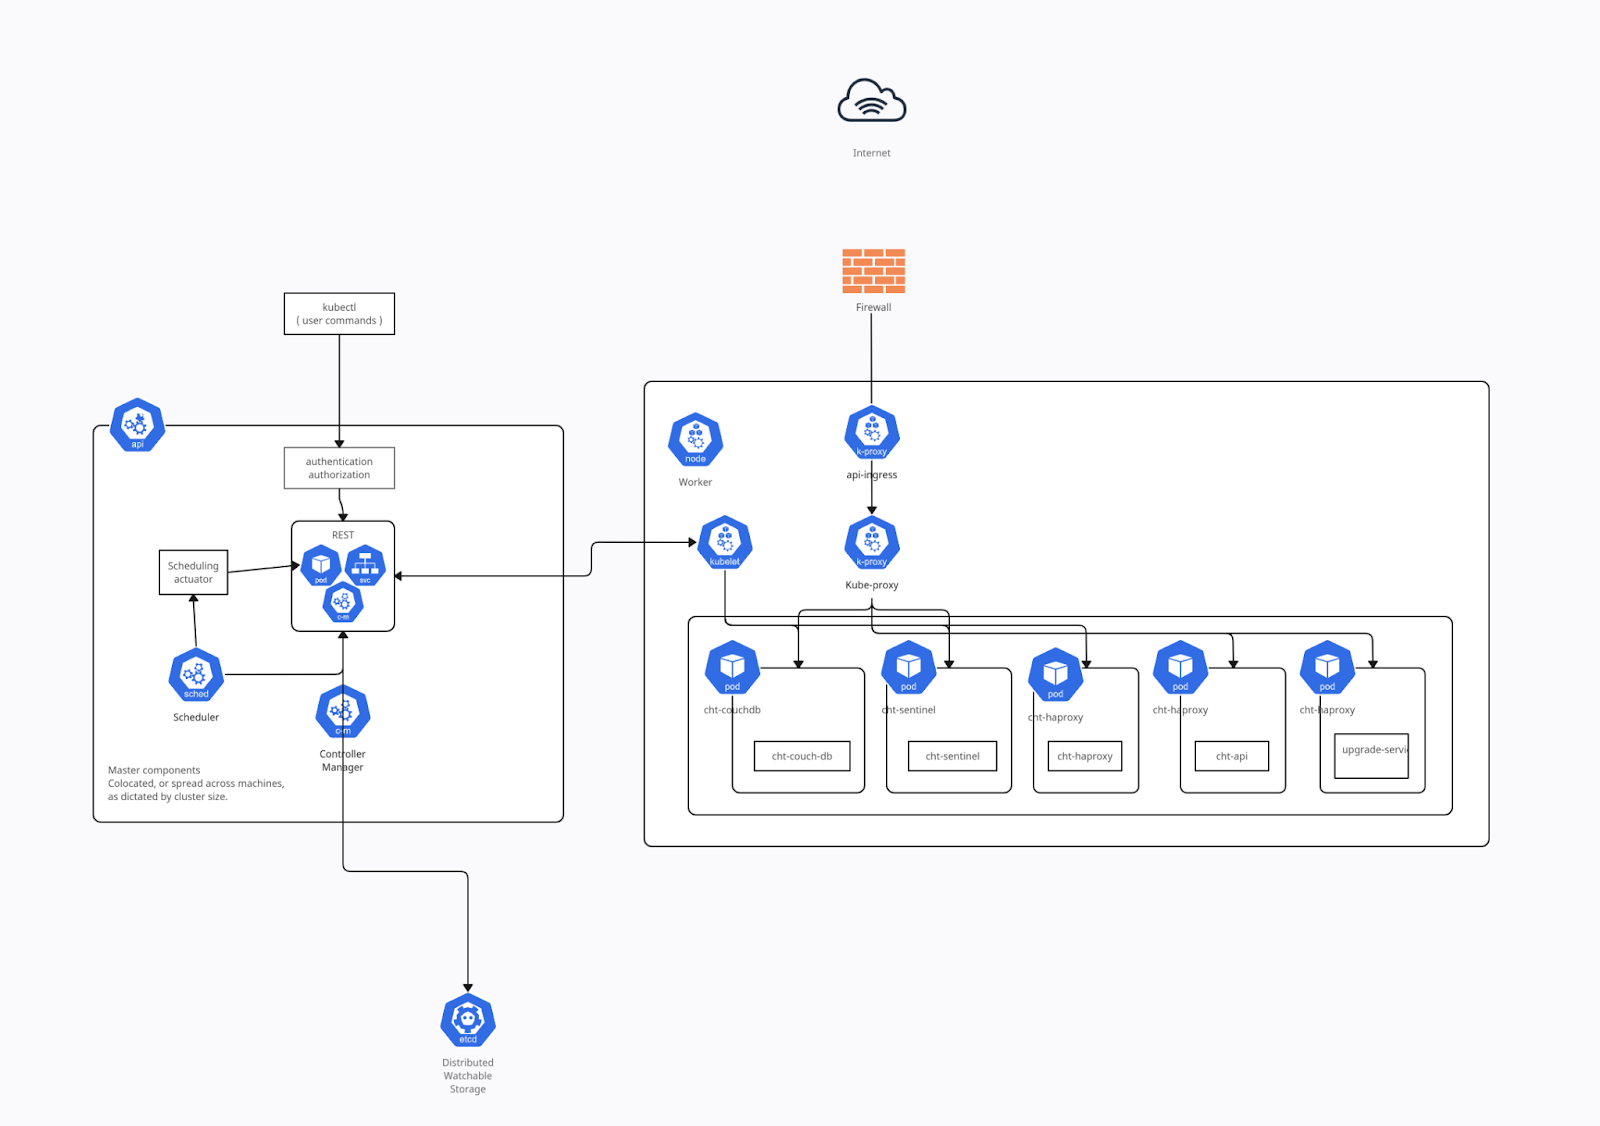 Internet
Firewall
kubectl
( user commands )
api
authentication
authorization
REST
pod
svc
c-m
Scheduling
actuator
sched
Scheduler
c-m
Controller
Manager
Master components
Colocated, or spread across machines,
as dictated by cluster size.
etcd
Distributed
Watchable
Storage
node
Worker
k-proxy
api-ingress
kubelet
k-proxy
Kube-proxy
pod
cht-couchdb
cht-couch-db
pod
cht-sentinel
cht-sentinel
pod
cht-haproxy
cht-haproxy
pod
cht-haproxy
cht-api
pod
cht-haproxy
upgrade-servi